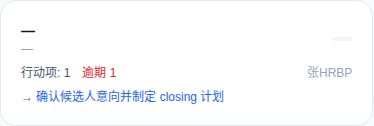 —
—
行动项: 1 逾期 1 张HRBP
→ 确认候选人意向并制定 closing 计划